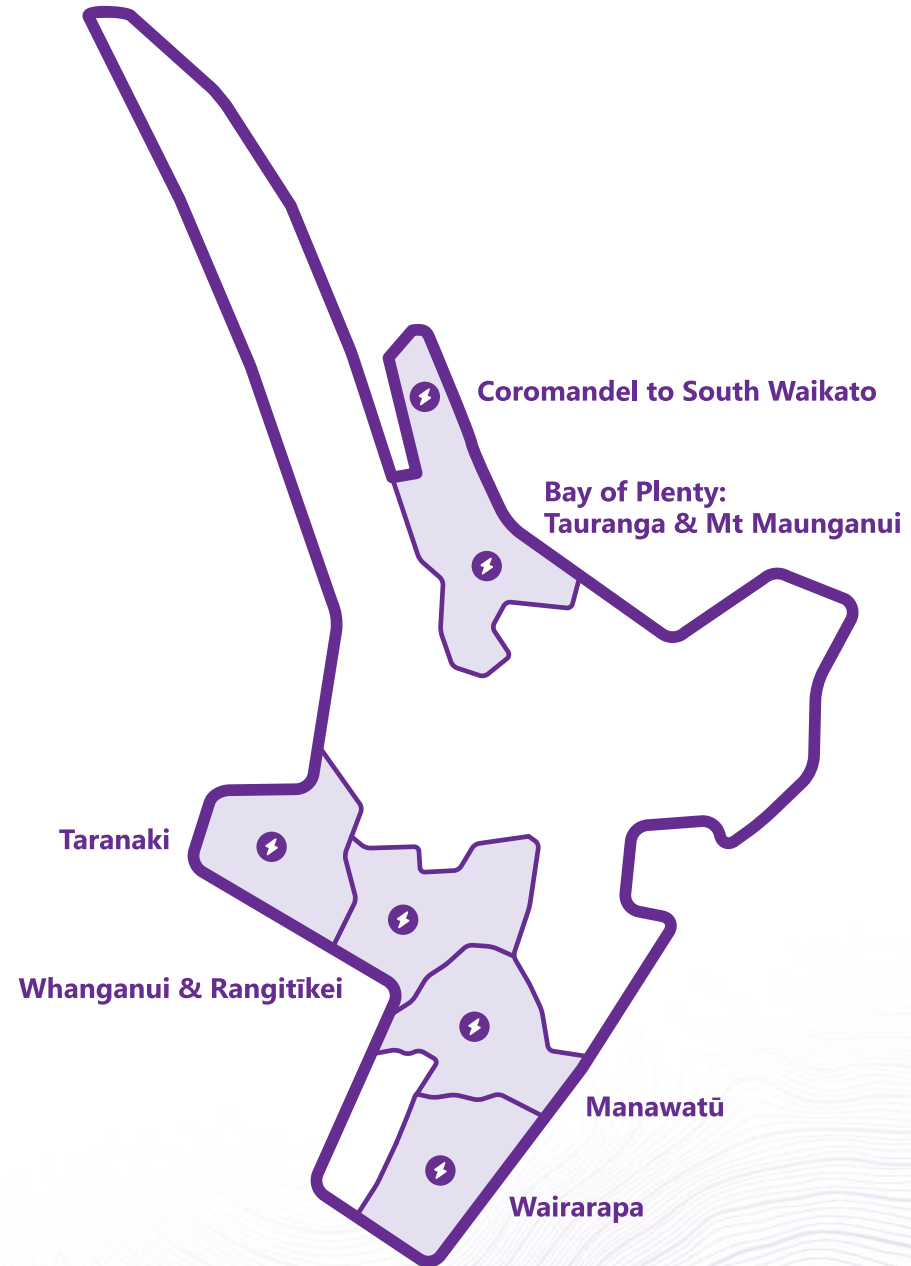 Coromandel to South Waikato
Bay of Plenty:
Tauranga & Mt Maunganui
Taranaki
Whanganui & Rangitīkei
Manawatū
Wairarapa